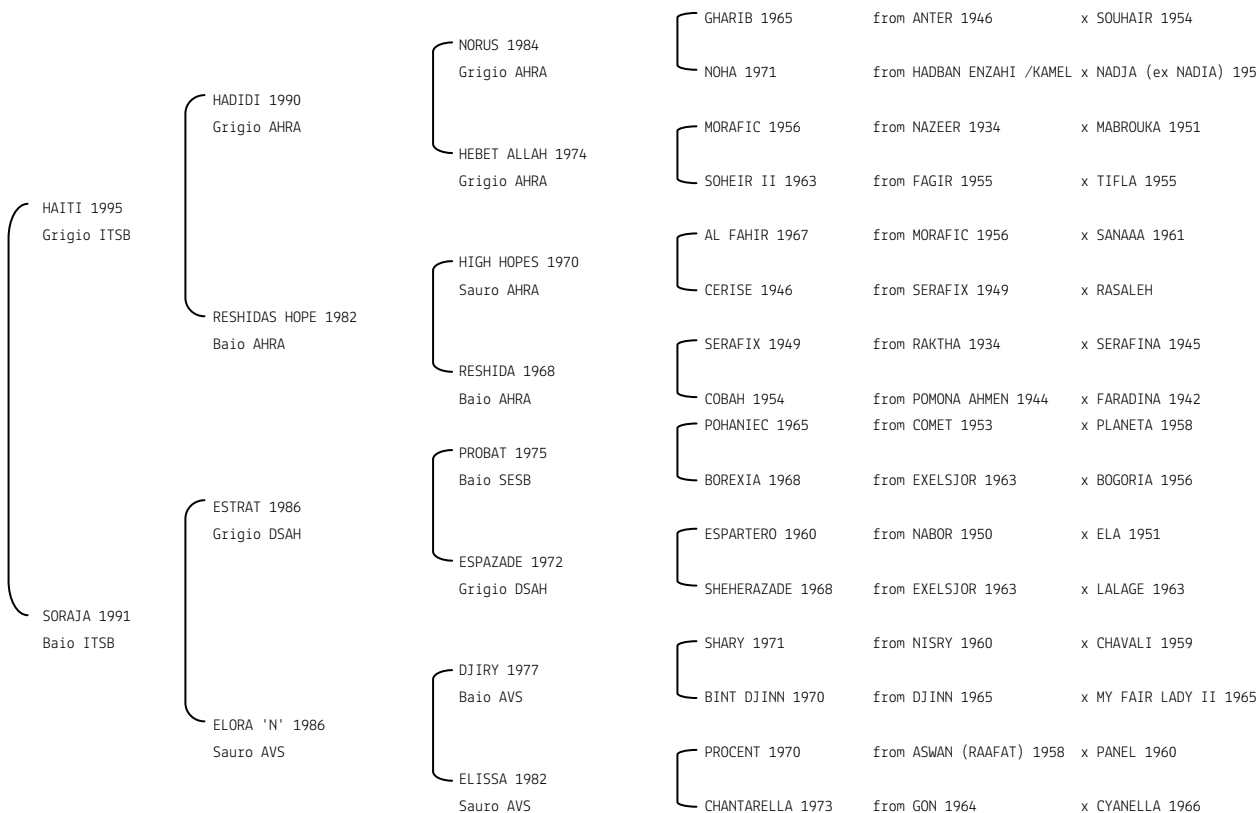 GHARIB 1965 from ANTER 1946 x SOUHAIR 1954
NORUS 1984
Grigio AHRA NOHA 1971 from HADBAN ENZAHI /KAMEL x NADJA (ex NADIA) 195
HADIDI 1990
Grigio AHRA MORAFIC 1956 from NAZEER 1934 x MABROUKA 1951
HEBET ALLAH 1974
Grigio AHRA SOHEIR II 1963 from FAGIR 1955 x TIFLA 1955
HAITI 1995
Grigio ITSB AL FAHIR 1967 from MORAFIC 1956 x SANAAA 1961
HIGH HOPES 1970
Sauro AHRA CERISE 1946 from SERAFIX 1949 x RASALEH
RESHIDAS HOPE 1982
Baio AHRA SERAFIX 1949 from RAKTHA 1934 x SERAFINA 1945
RESHIDA 1968
Baio AHRA COBAH 1954 from POMONA AHMEN 1944 x FARADINA 1942
POHANIEC 1965 from COMET 1953 x PLANETA 1958
PROBAT 1975
Baio SESB BOREXIA 1968 from EXELSJOR 1963 x BOGORIA 1956
ESTRAT 1986
Grigio DSAH ESPARTERO 1960 from NABOR 1950 x ELA 1951
ESPAZADE 1972
Grigio DSAH SHEHERAZADE 1968 from EXELSJOR 1963 x LALAGE 1963
SORAJA 1991
Baio ITSB SHARY 1971 from NISRY 1960 x CHAVALI 1959
DJIRY 1977
Baio AVS BINT DJINN 1970 from DJINN 1965 x MY FAIR LADY II 1965
ELORA 'N' 1986
Sauro AVS PROCENT 1970 from ASWAN (RAAFAT) 1958 x PANEL 1960
ELISSA 1982
Sauro AVS CHANTARELLA 1973 from GON 1964 x CYANELLA 1966